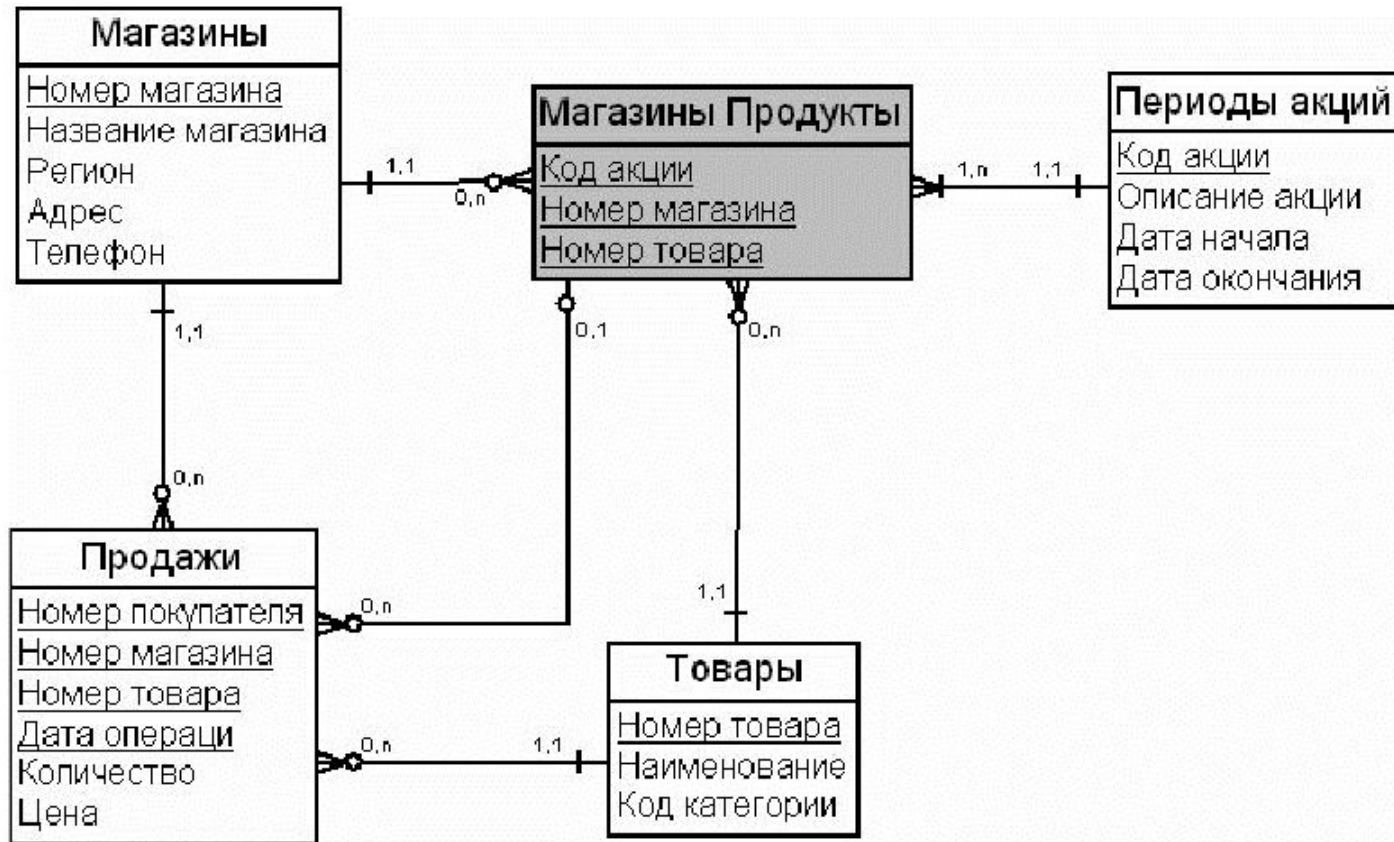 Магазины
Номер магазина
Название магазина
Регион
Адрес
Телефон
1,1
0,n
Магазины Продукты
Код акции
Номер магазина
Номер товара
1,n
1,1
Периоды акций
Код акции
Описание акции
Дата начала
Дата окончания
1,1
0,n
0,1
0,n
Продажи
Номер покупателя
Номер магазина
Номер товара
Дата операци
Количество
Цена
0,n
0,n
1,1
1,1
Товары
Номер товара
Наименование
Код категории